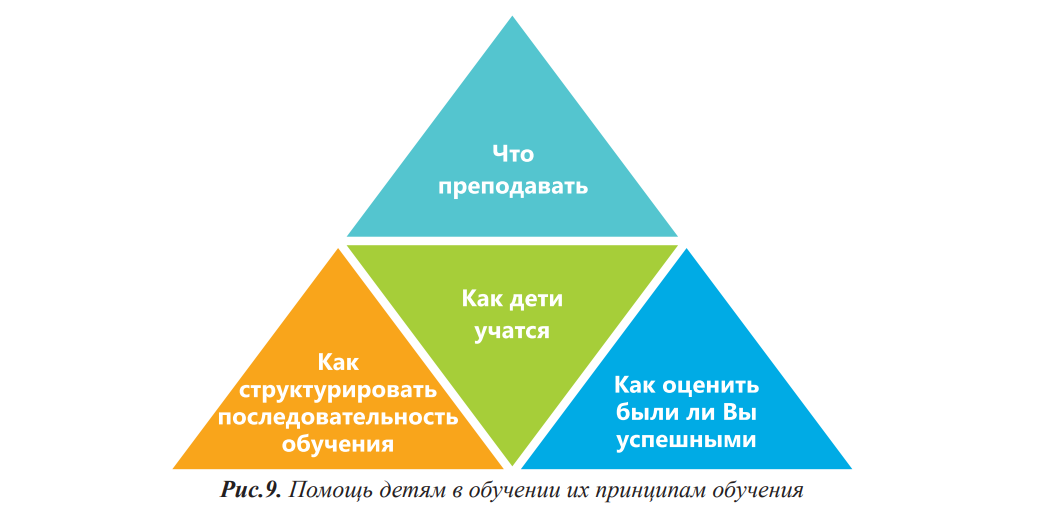 Что
преподавать
Как дети
учатся
Как
структурировать
последовательность
обучения
Как оценить
были ли Вы
успешными
Рис.9. Помощь детям в обучении их принципам обучения